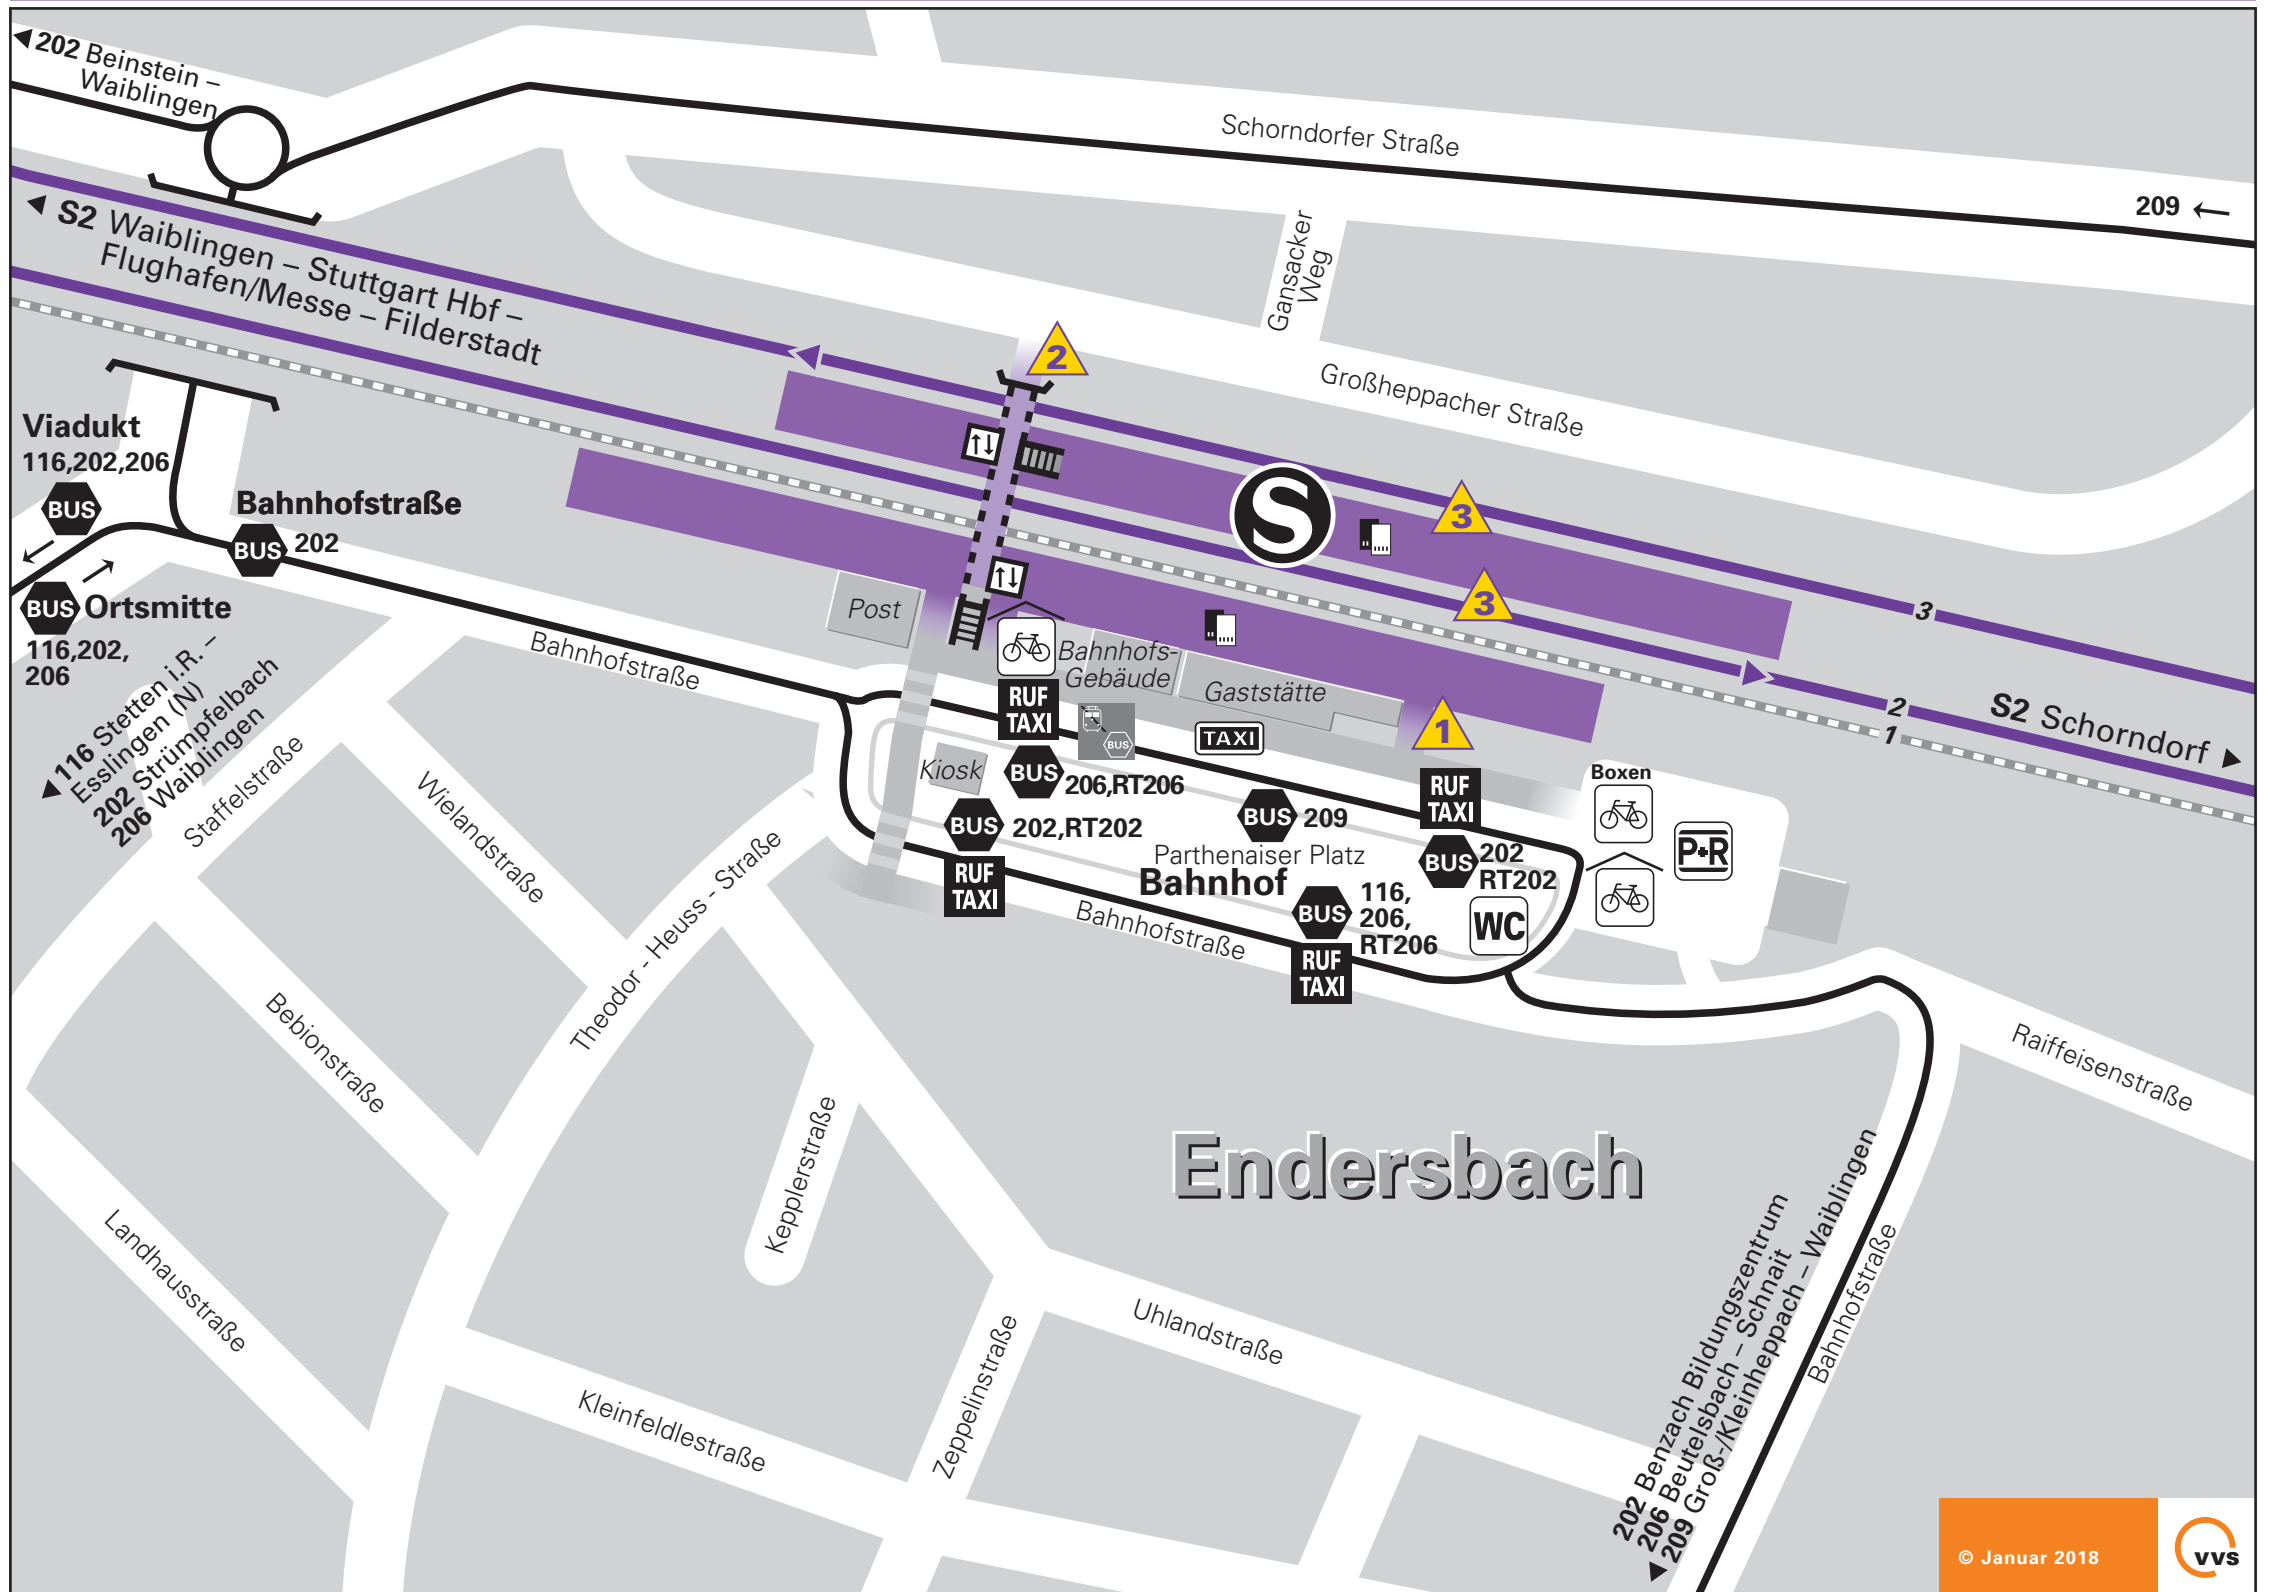 202 Beinstein –
Waiblingen
Schorndorfer Straße
209
S2 Waiblingen – Stuttgart Hbf –
Flughafen/Messe – Filderstadt
Gansacker
Weg
2
Großheppacher Straße
Viadukt
116,202,206
BUS
Bahnhofstraße
BUS 202
S
3
3
3
BUS Ortsmitte
116,202,
206
Post
Bahnhofstraße
Bahnhofs-
Gebäude
Gaststätte
116 Stetten i.R. –
Esslingen (N)
202 Strümpfelbach
206 Waiblingen
Staffelstraße
RUF
TAXI
BUS
TAXI
1
2
1
S2 Schorndorf
Kiosk
BUS 206,RT206
BUS 202,RT202
RUF
TAXI
BUS 209
RUF
TAXI
BUS 202
RT202
Boxen
P+R
Parthenaiser Platz
Bahnhof
BUS 116,
206,
RT206
RUF
TAXI
WC
Wielandstraße
Theodor - Heuss - Straße
Bahnhofstraße
Bebionstraße
Raiffeisenstraße
Kepplerstraße
Endersbach
Landhausstraße
Uhlandstraße
Zeppelinstraße
Kleinfeldlestraße
202 Benzach Bildungszentrum
206 Beutelsbach – Schnait
209 Groß-/Kleinheppach – Waiblingen
Bahnhofstraße
© Januar 2018
vvs